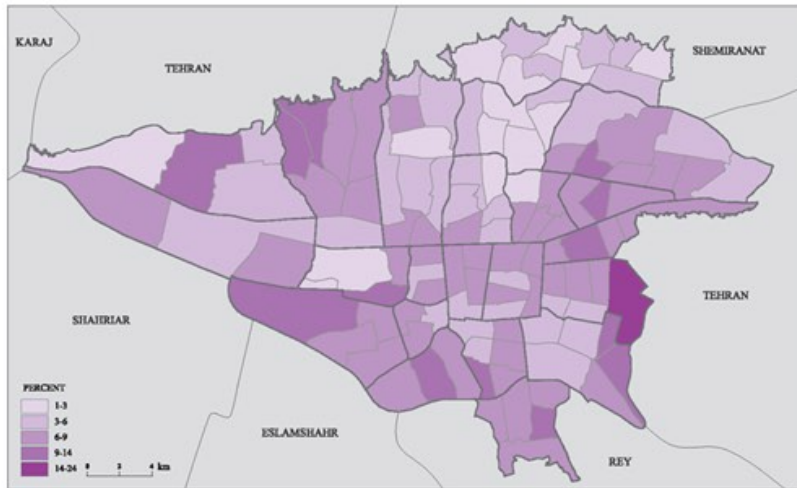 KARAJ
TEHRAN
SHEMIRANAT
TEHRAN
SHAHRIAR
ESLAMSHAHR
REY
PERCENT
1-3
3-6
6-9
9-14
14-24
0 2 4 km